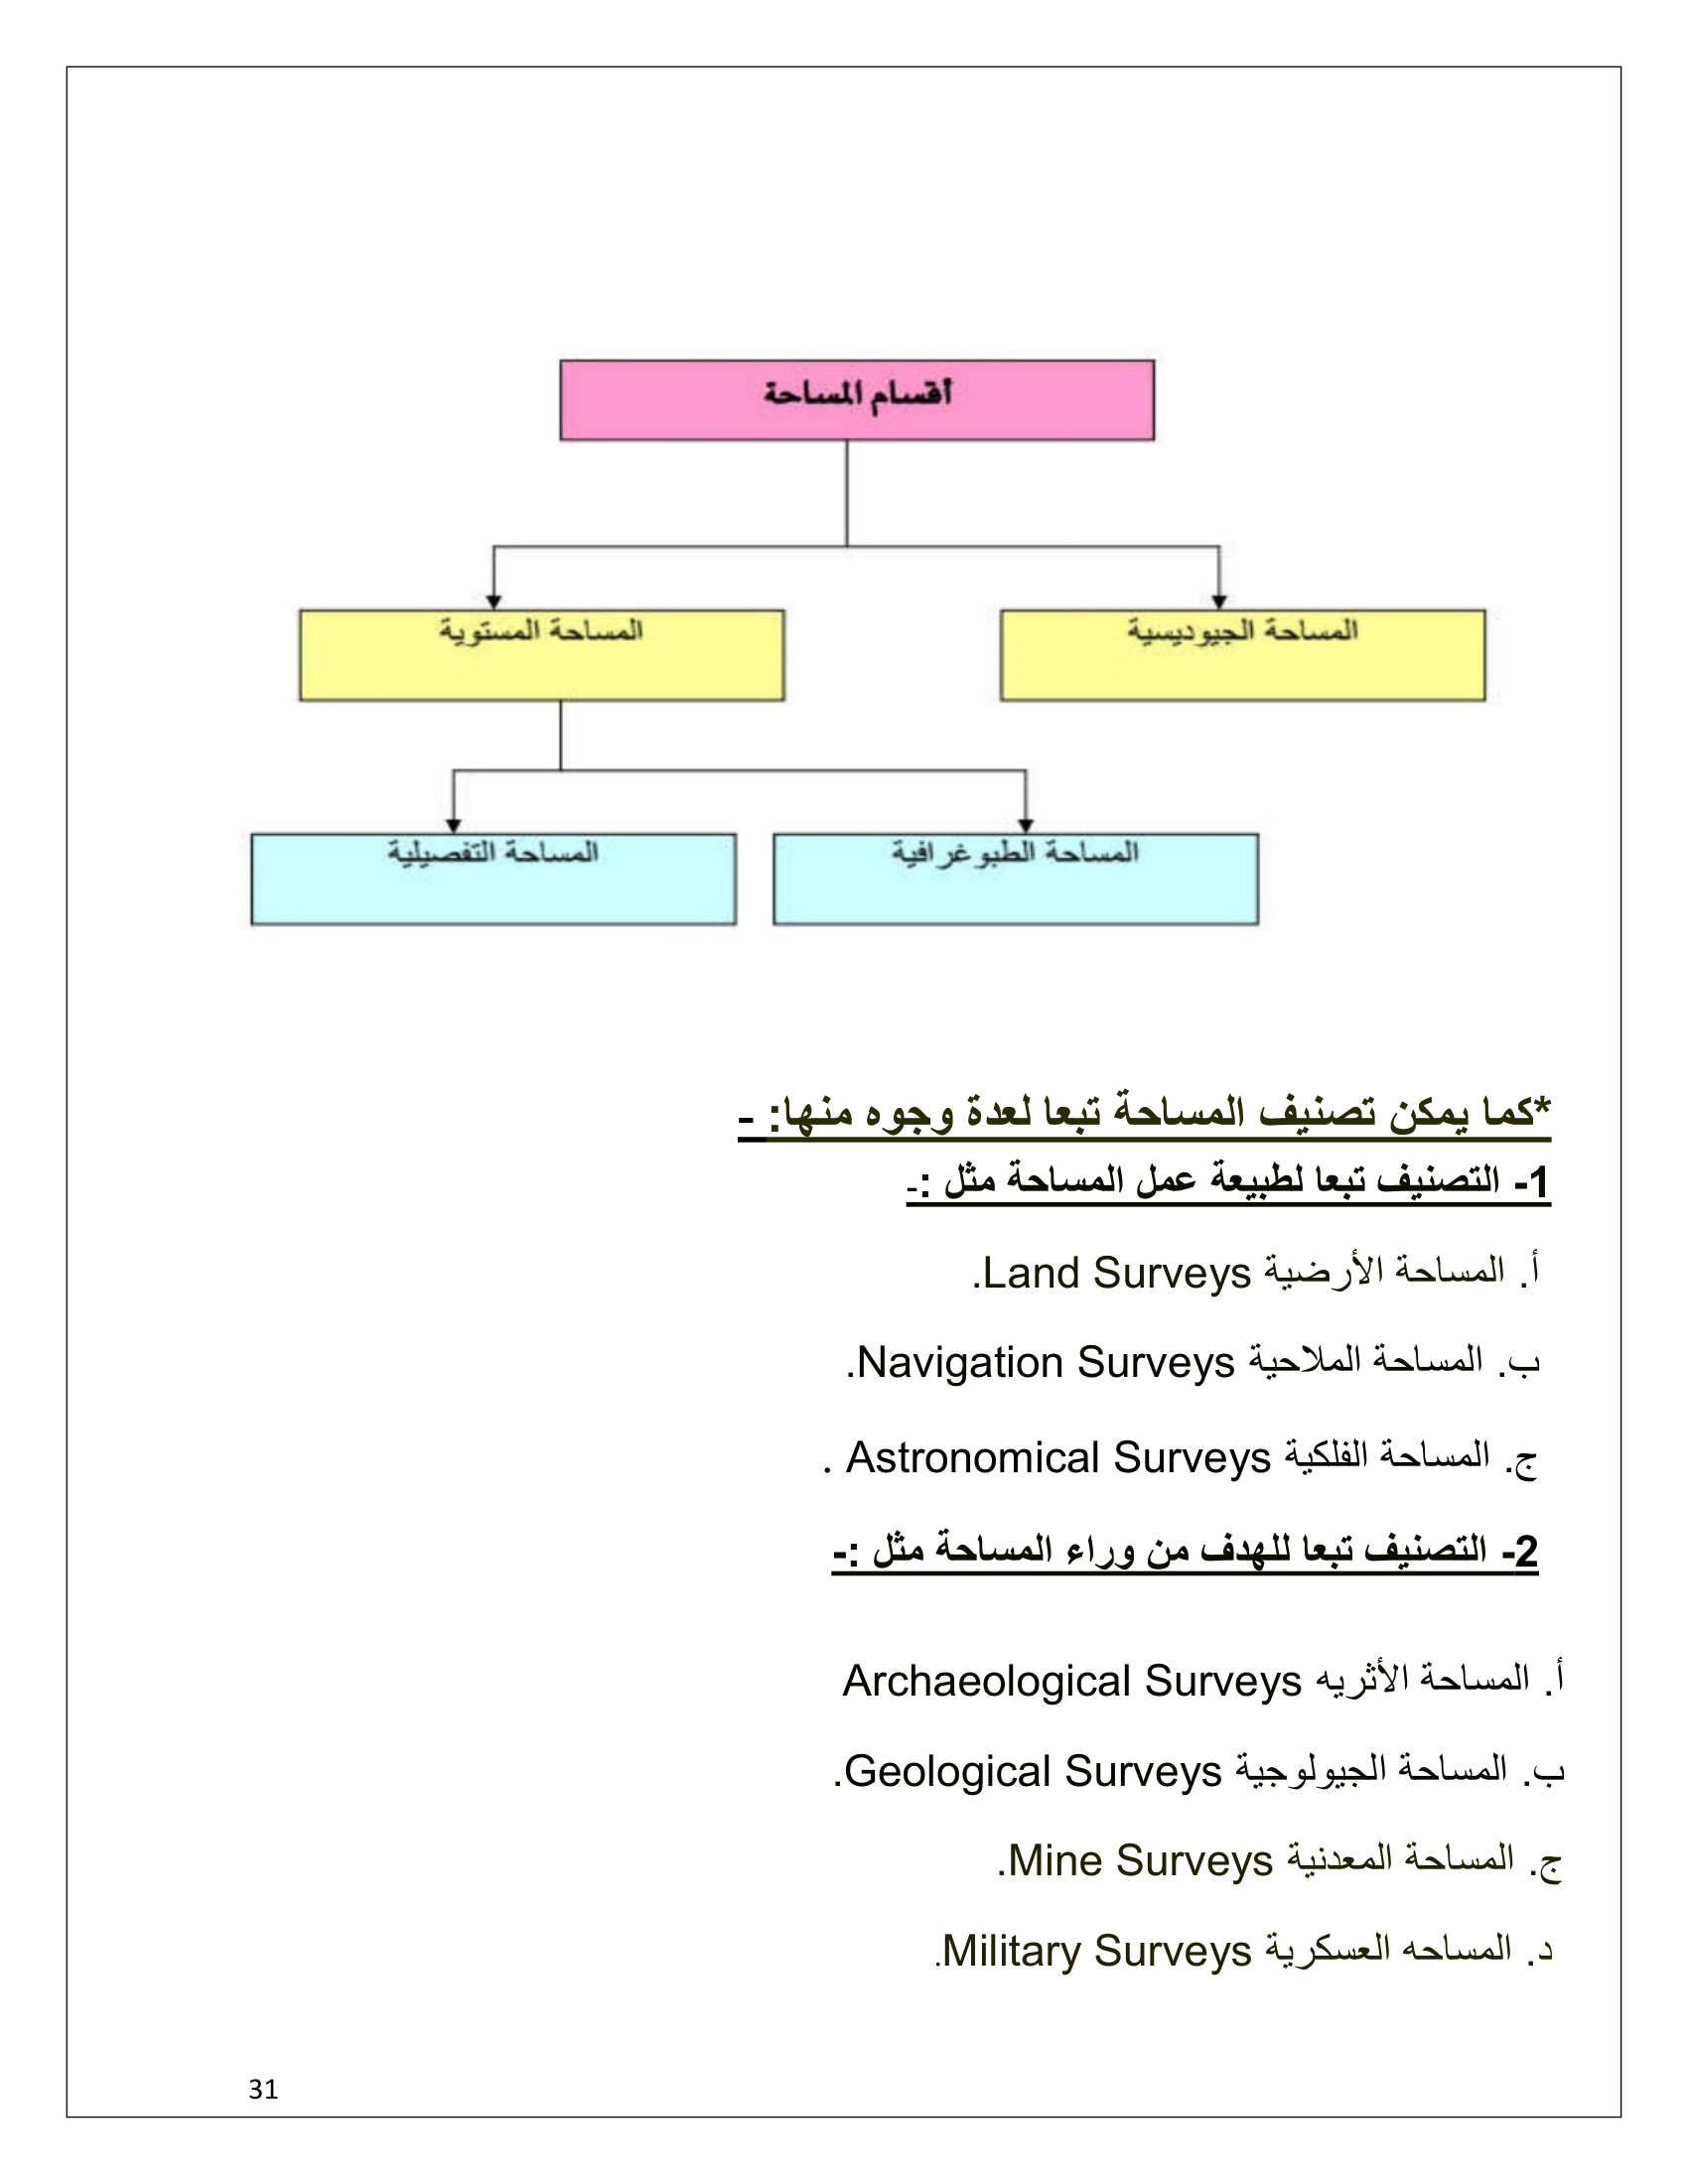 أقسام المساحة
المساحة الجيوديسية
المساحة المستوية
المساحة الطبوغرافية
المساحة التفصيلية
*كما يمكن تصنيف المساحة تبعا لعدة وجوه منها: -
1- التصنيف تبعا لطبيعة عمل المساحة مثل :-
أ. المساحة الأرضية Land Surveys.
ب. المساحة الملاحية Navigation Surveys.
ج. المساحة الفلكية Astronomical Surveys .
2- التصنيف تبعا للهدف من وراء المساحة مثل :-
أ. المساحة الأثريه Archaeological Surveys
ب. المساحة الجيولوجية Geological Surveys.
ج. المساحة المعدنية Mine Surveys.
د. المساحه العسكرية Military Surveys.
31